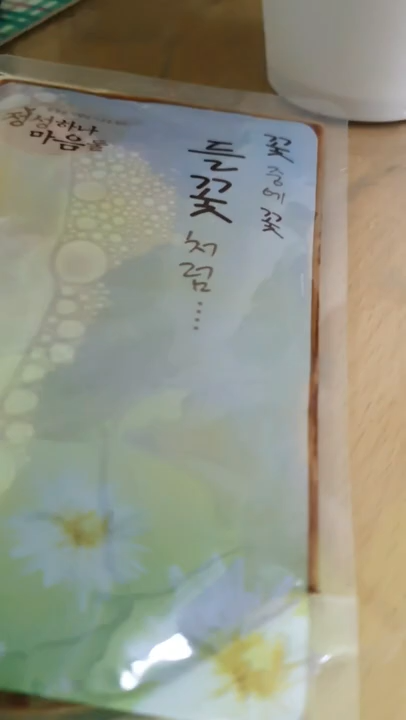 꽃 중에 꽃
들꽃 처럼....
정성하나
마음을